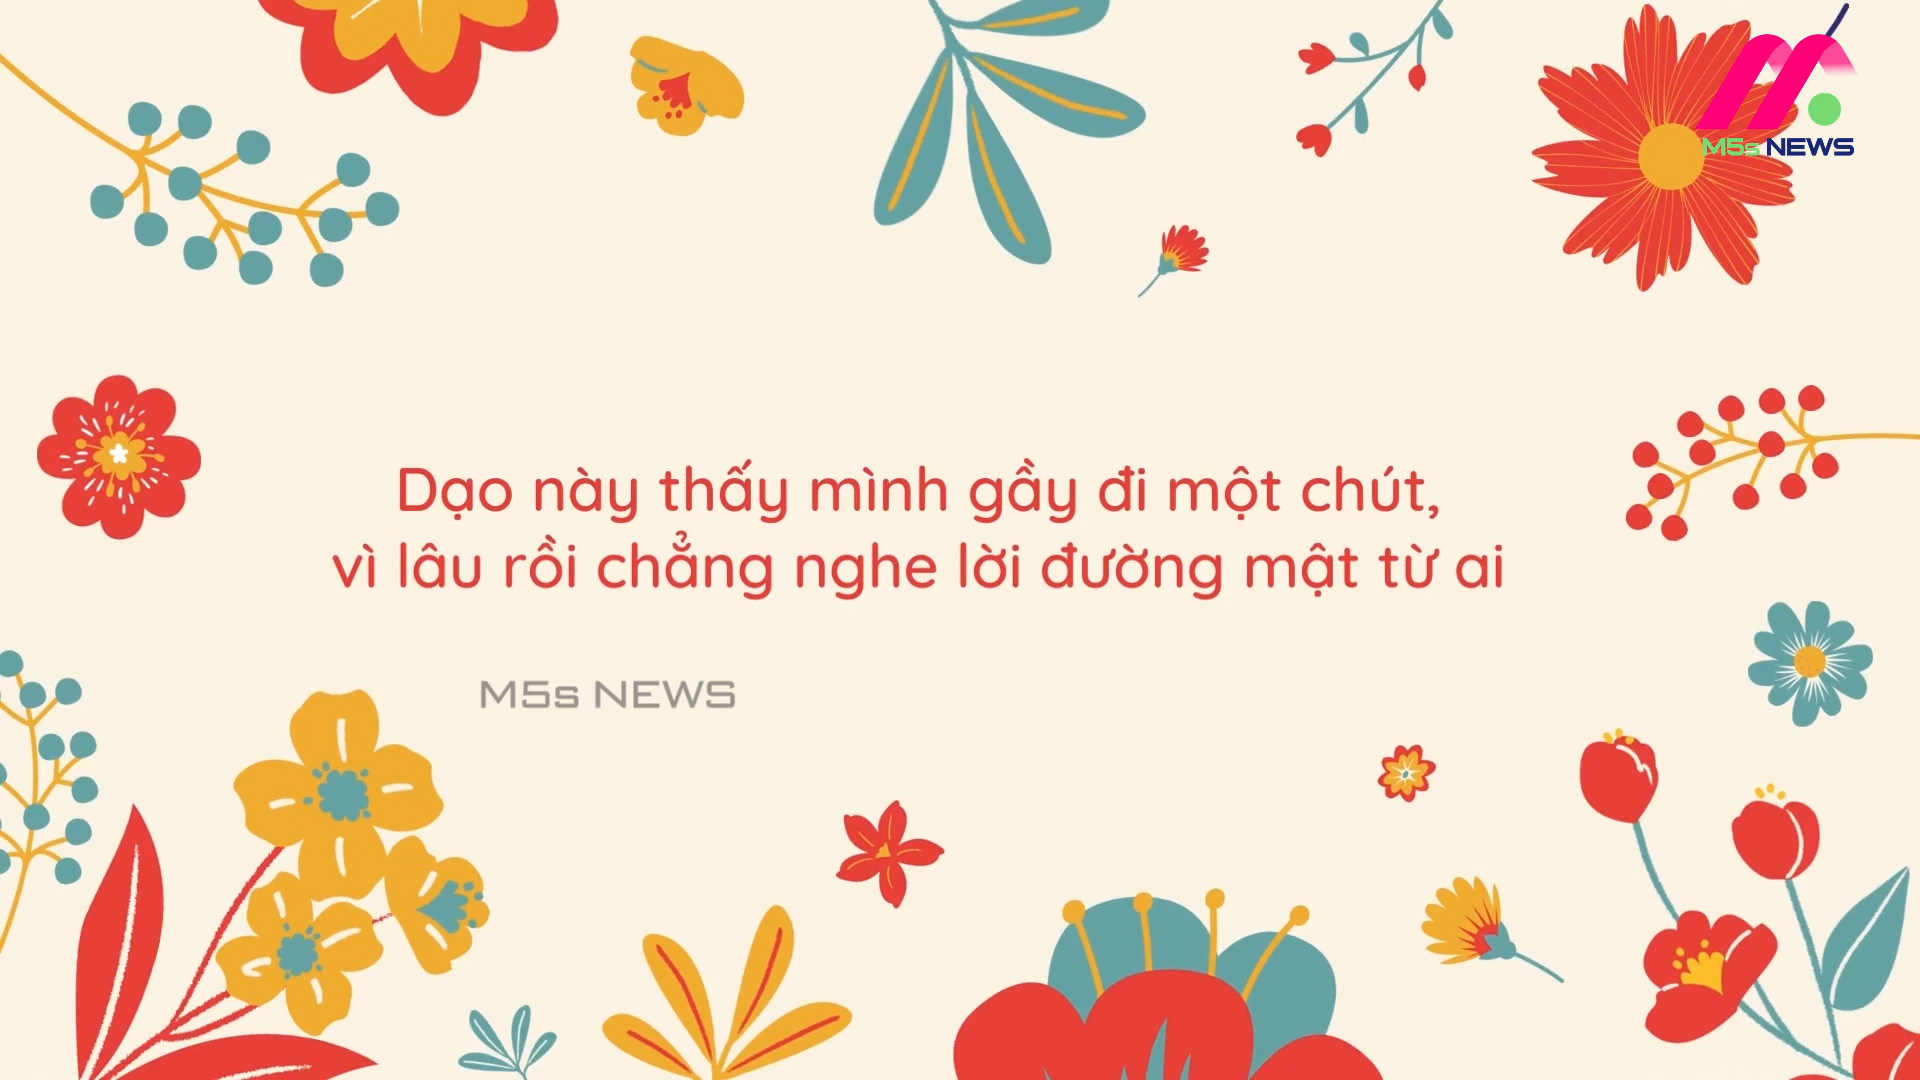 M5s NEWS
Dạo này thấy mình gầy đi một chút,
vì lâu rồi chẳng nghe lời đường mật từ ai
M5s NEWS